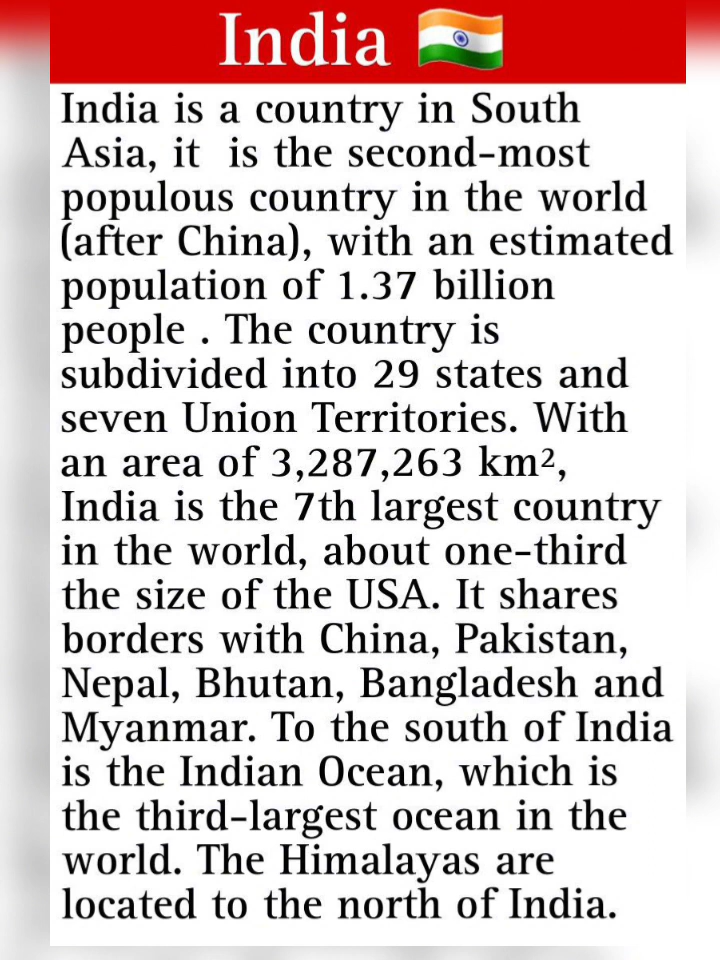 India 🇮🇳
India is a country in South
Asia, it  is the second-most
populous country in the world
(after China), with an estimated
population of 1.37 billion
people . The country is
subdivided into 29 states and
seven Union Territories. With
an area of 3,287,263 km²,
India is the 7th largest country
in the world, about one-third
the size of the USA. It shares
borders with China, Pakistan,
Nepal, Bhutan, Bangladesh and
Myanmar. To the south of India
is the Indian Ocean, which is
the third-largest ocean in the
world. The Himalayas are
located to the north of India.